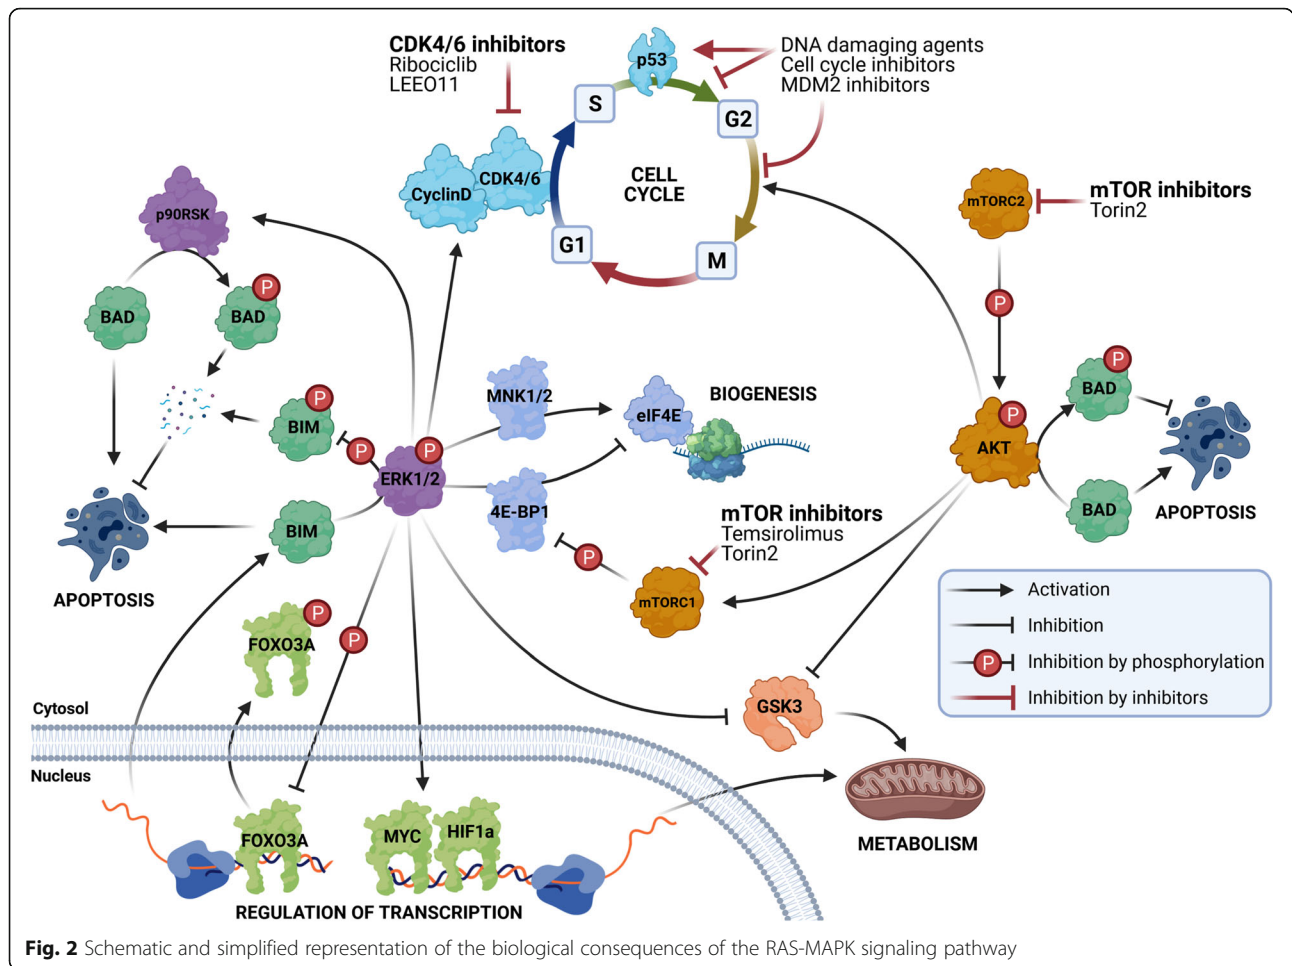 CDK4/6 inhibitors
Ribociclib
LEEO11
p53
DNA damaging agents
Cell cycle inhibitors
MDM2 inhibitors
S
G2
CELL
CYCLE
CyclinD
CDK4/6
G1
M
mTORC2
mTOR inhibitors
Torin2
p90RSK
P
BAD
P
BAD
P
BAD
P
BIM
P
P
ERK1/2
MNK1/2
eIF4E
BIOGENESIS
P
AKT
4E-BP1
BIM
BAD
APOPTOSIS
mTOR inhibitors
Temsirolimus
Torin2
P
mTORC1
APOPTOSIS
P
FOXO3A
P
Activation
Inhibition
P
Inhibition by phosphorylation
Inhibition by inhibitors
GSK3
Cytosol
Nucleus
FOXO3A
MYC
HIF1a
METABOLISM
REGULATION OF TRANSCRIPTION
Fig. 2 Schematic and simplified representation of the biological consequences of the RAS-MAPK signaling pathway